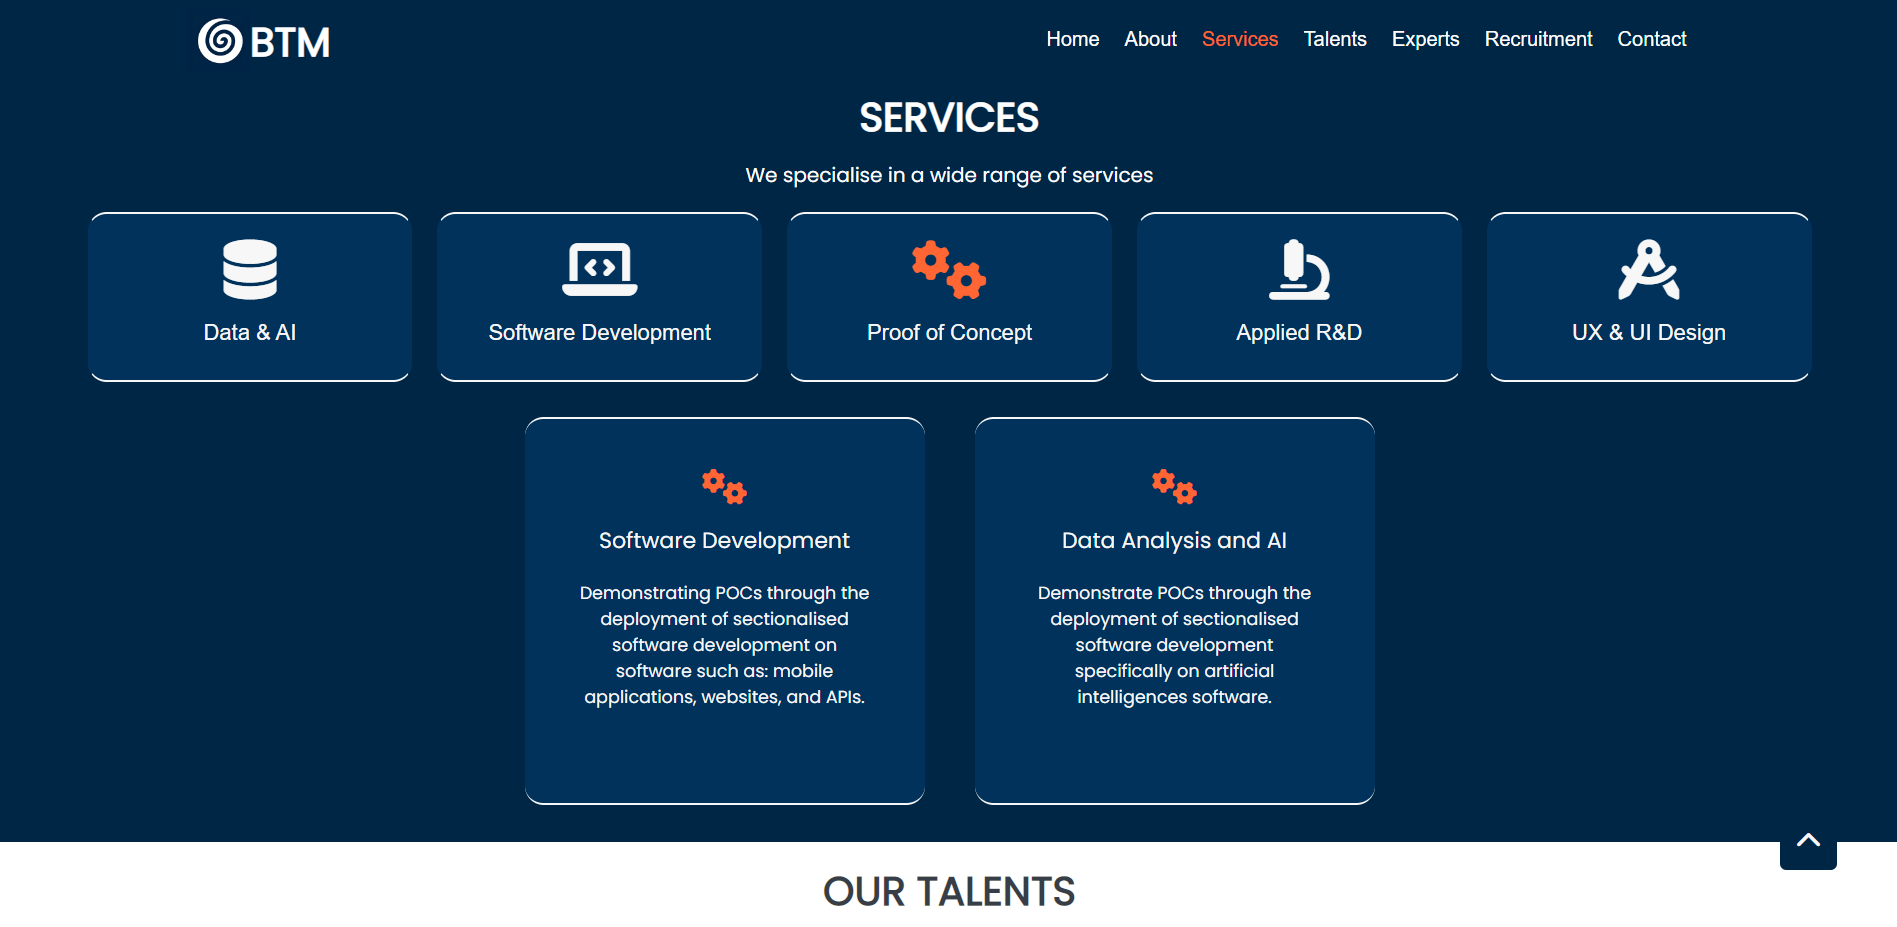 BTM
Home About Services Talents Experts Recruitment Contact
SERVICES
We specialise in a wide range of services
Data & AI
Software Development
Proof of Concept
Applied R&D
UX & UI Design
Software Development
Demonstrating POCs through the
deployment of sectionalised
software development on
software such as: mobile
applications, websites, and APIs.
Data Analysis and AI
Demonstrate POCs through the
deployment of sectionalised
software development
specifically on artificial
intelligences software.
OUR TALENTS